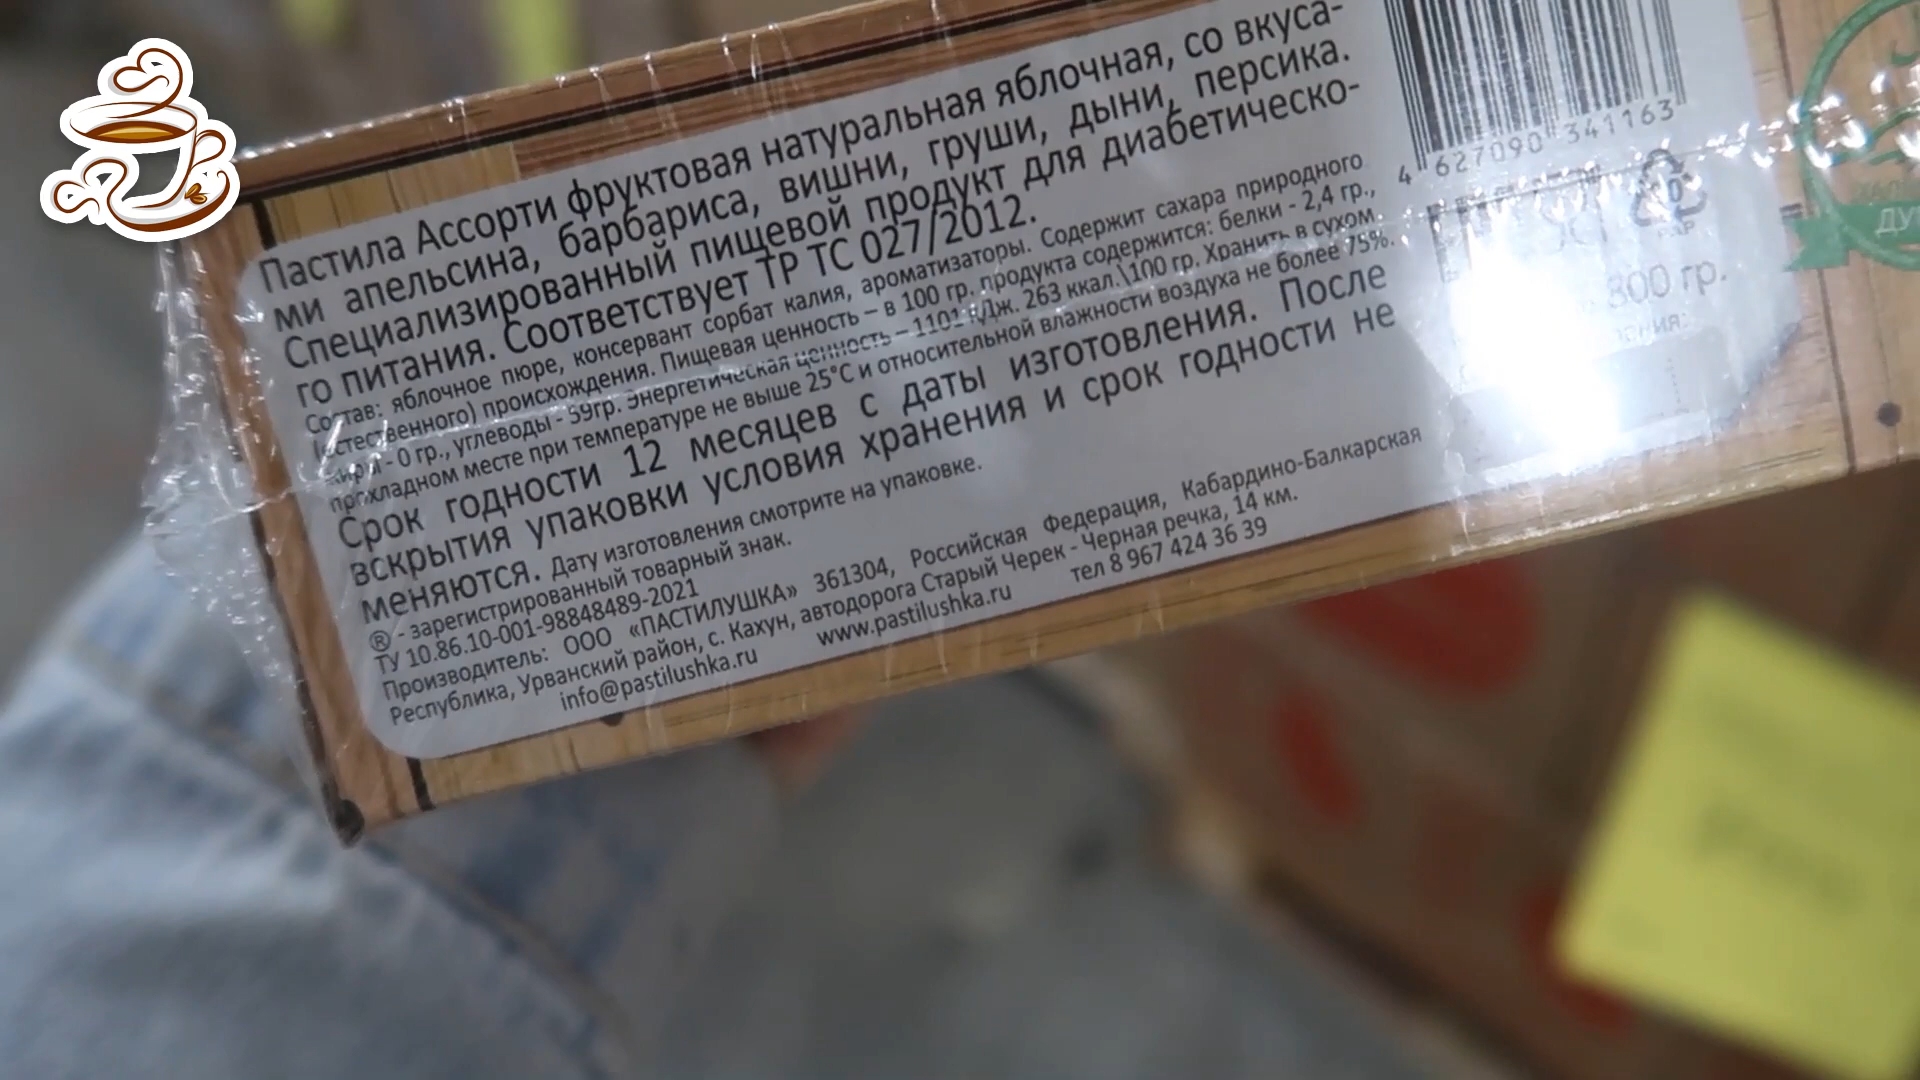 Пастила Ассорти фруктовая натуральная яблочная, со вкуса-
ми апельсина, барбариса, вишни, груши, дыни, персика.
Специализированный пищевой продукт для диабетическо-
го питания. Соответствует ТР ТС 027/2012.
Состав: яблочное пюре, консервант сорбат калия, ароматизаторы. Содержит сахара природного
(естественного) происхождения. Пищевая ценность – в 100 гр. продукта содержится: белки - 2,4 гр.,
жиры - 0 гр., углеводы - 59гр. Энергетическая ценность – 1101 кДж. 263 ккал.\100 гр. Хранить в сухом,
прохладном месте при температуре не выше 25°С и относительной влажности воздуха не более 75%.
Срок годности 12 месяцев с даты изготовления. После
вскрытия упаковки условия хранения и срок годности не
меняются. Дату изготовления смотрите на упаковке.
® - зарегистрированный товарный знак.
ТУ 10.86.10-001-98848489-2021
Производитель: ООО «ПАСТИЛУШКА» 361304, Российская Федерация, Кабардино-Балкарская
Республика, Урванский район, с. Кахун, автодорога Старый Черек - Черная речка, 14 км.
info@pastilushka.ru www.pastilushka.ru тел 8 967 424 36 39
4 627090 341163
300 гр.